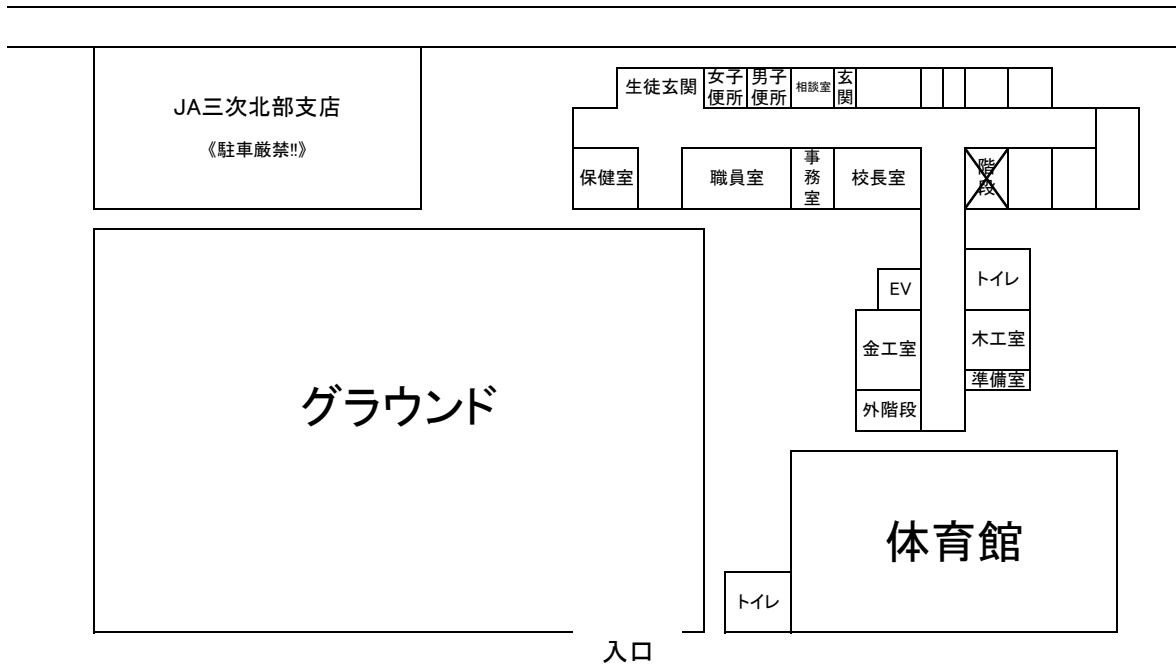 JA三次北部支店
《駐車厳禁!!》
生徒玄関
女子
便所
男子
便所
相談室
玄
関
保健室
職員室
事
務
室
校長室
階
段
EV
トイレ
金工室
木工室
準備室
外階段
グラウンド
体育館
トイレ
入口